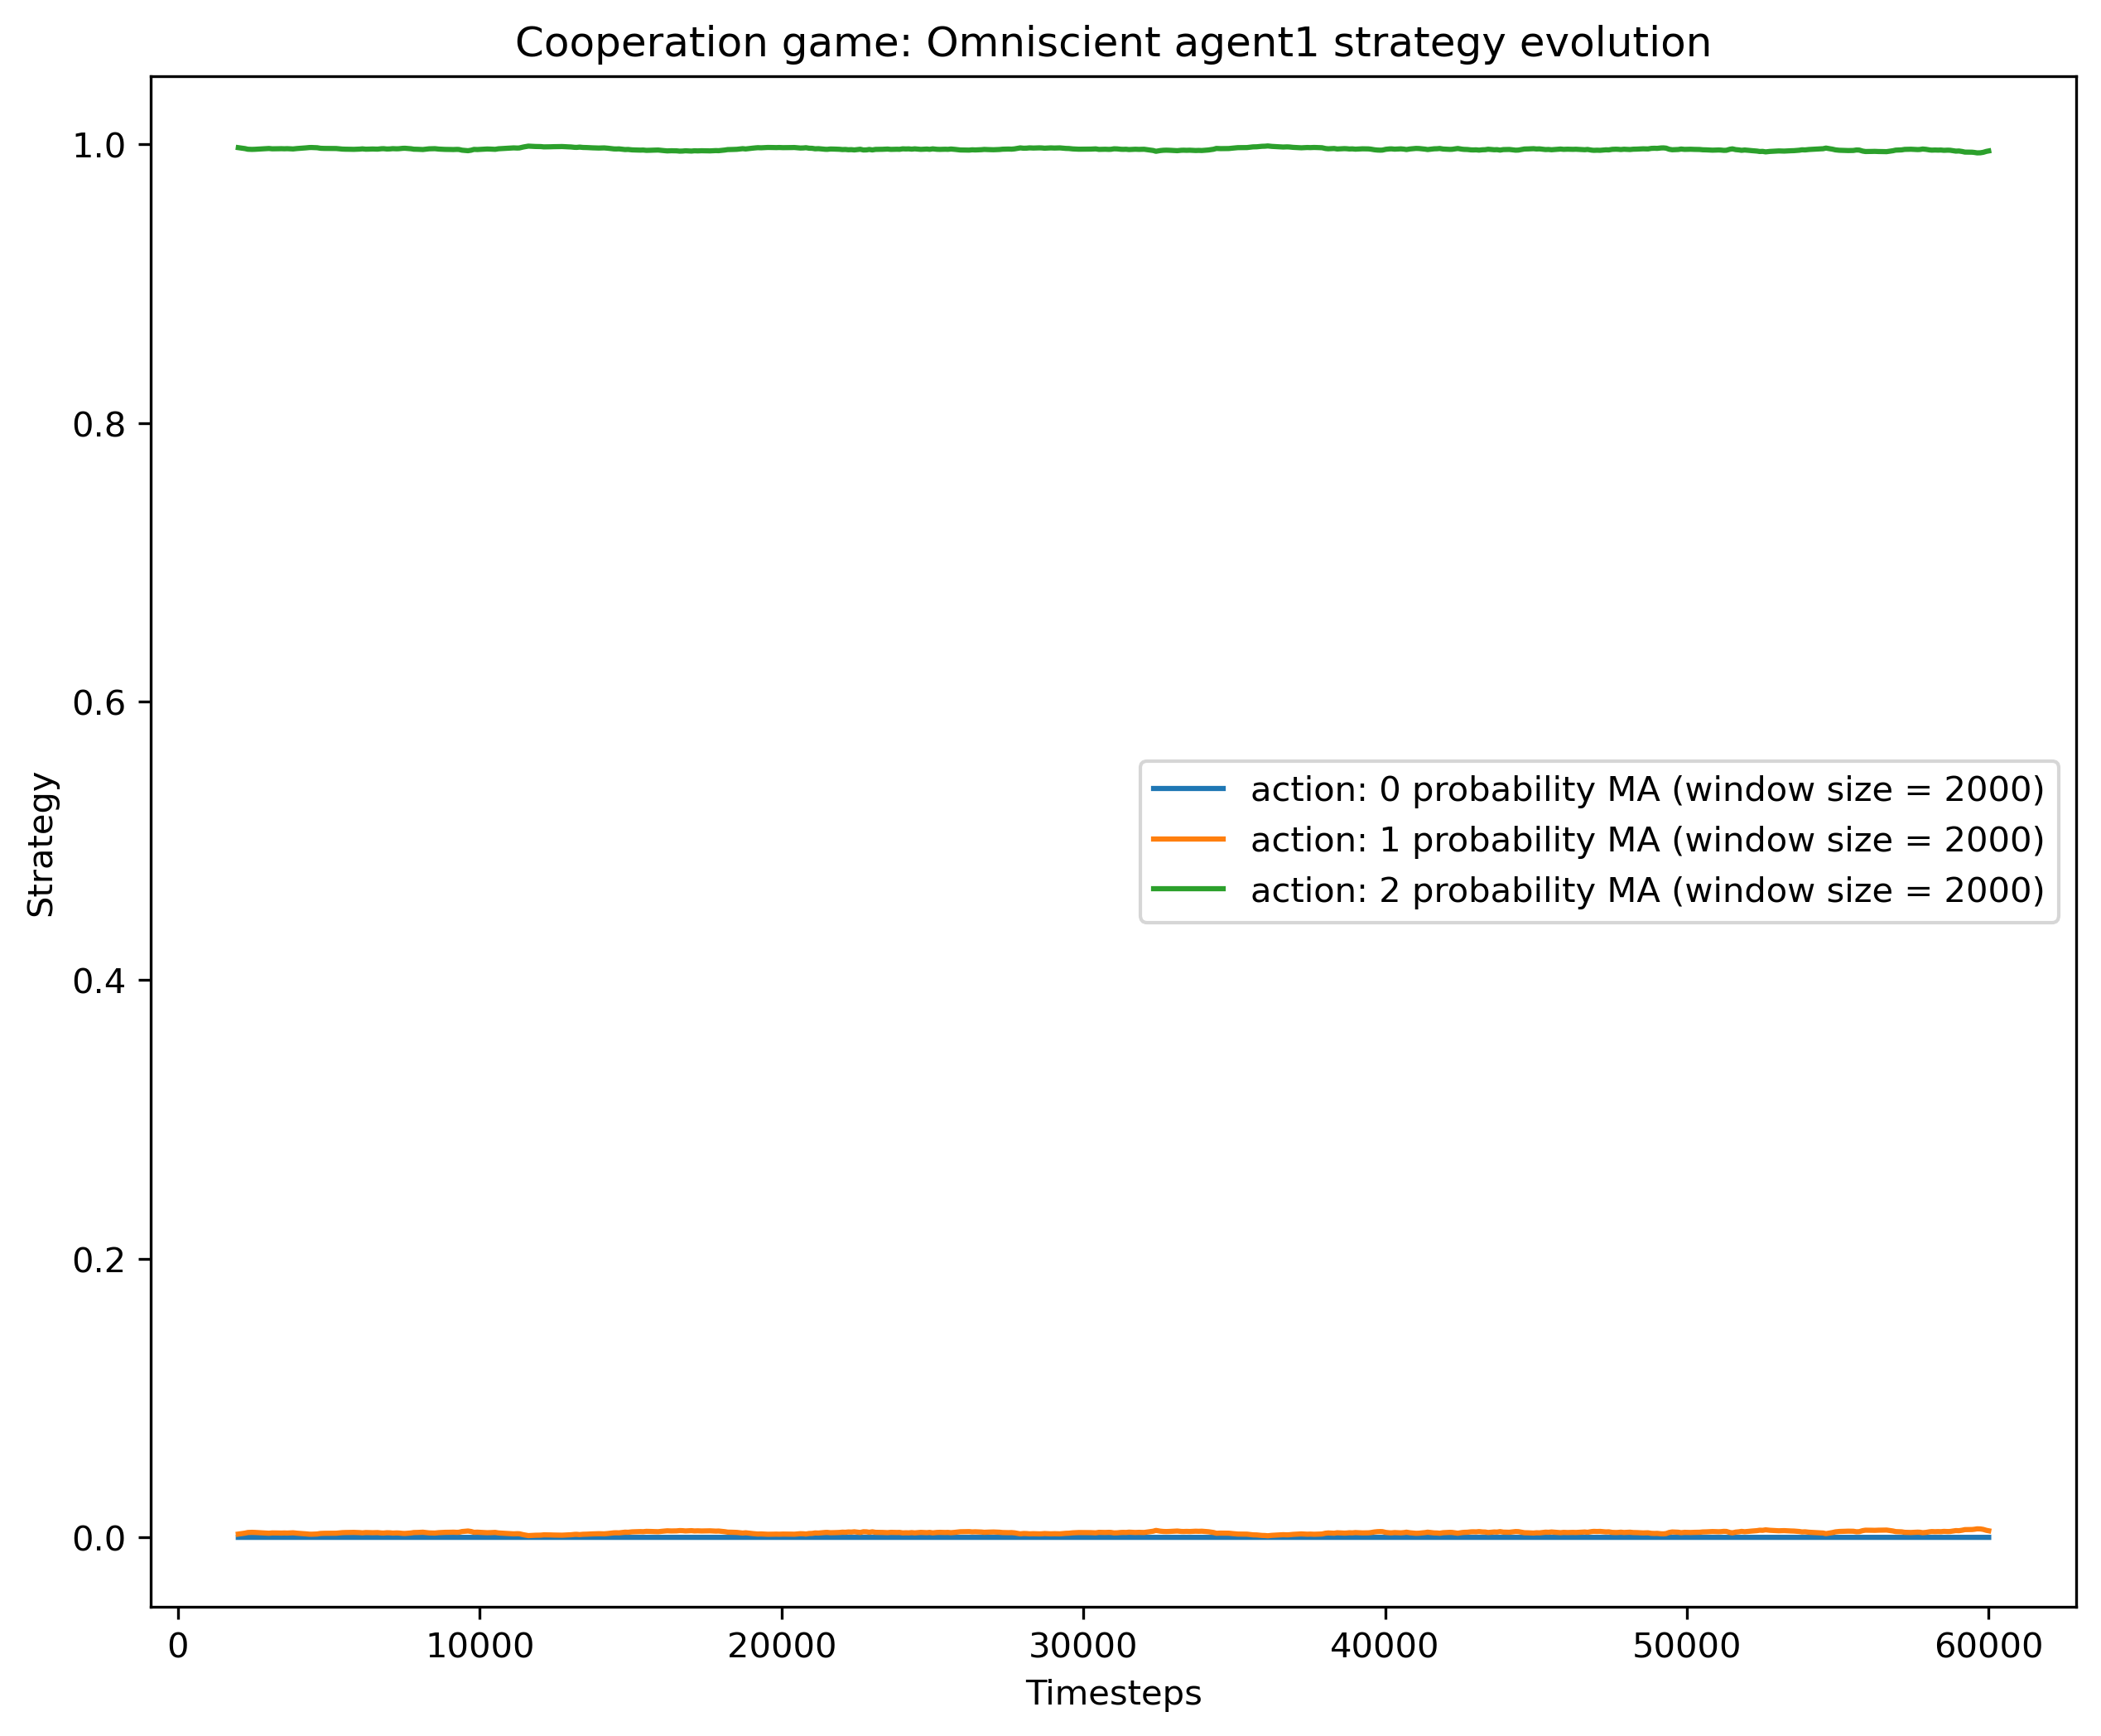 Cooperation game: Omniscient agent1 strategy evolution
1.0
0.8
0.6
0.4
0.2
0.0
Strategy
action: 0 probability MA (window size = 2000)
action: 1 probability MA (window size = 2000)
action: 2 probability MA (window size = 2000)
0 10000 20000 30000 40000 50000 60000
Timesteps